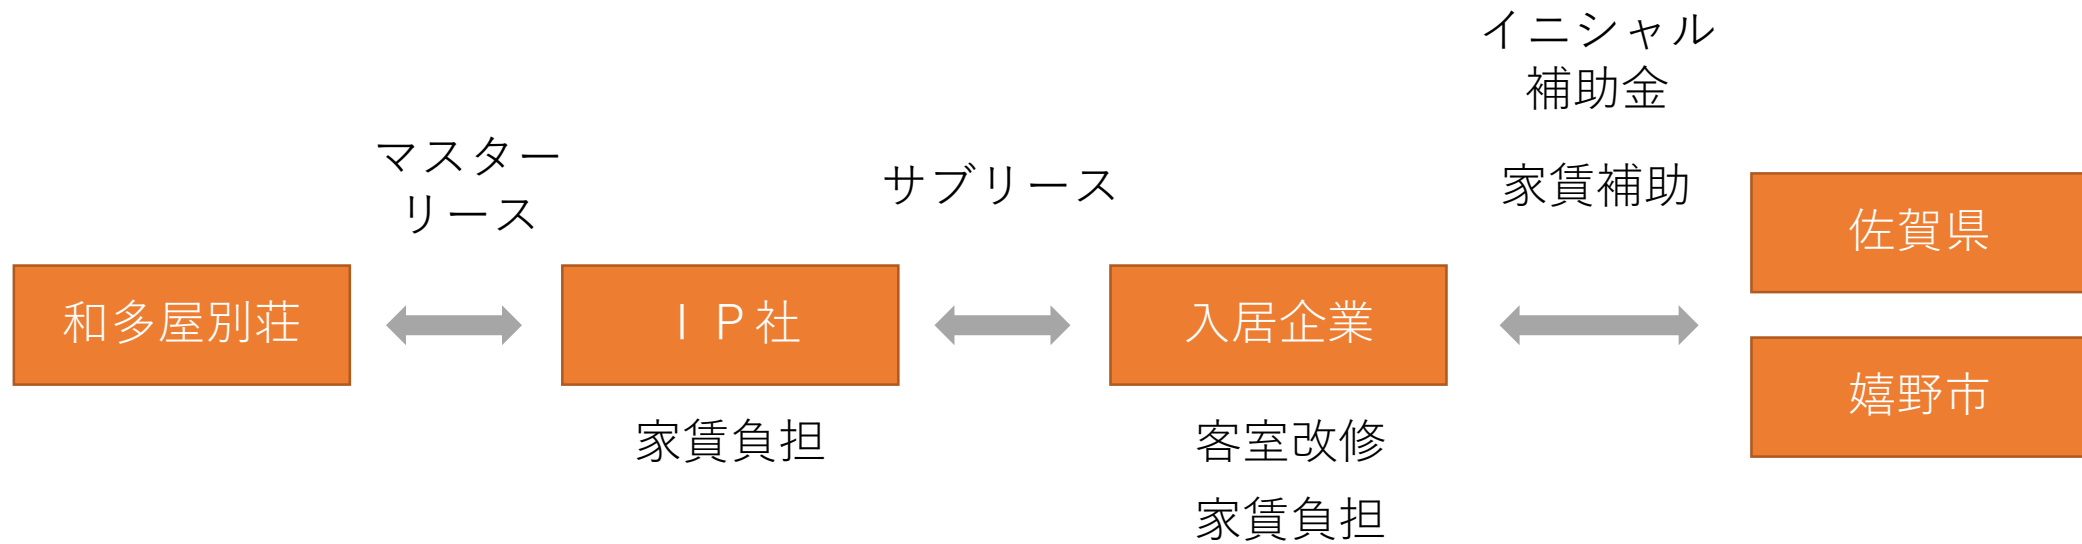 イニシャル
補助金
マスター
リース
サブリース
家賃補助
佐賀県
和多屋別荘
ＩＰ社
入居企業
嬉野市
家賃負担
客室改修
家賃負担